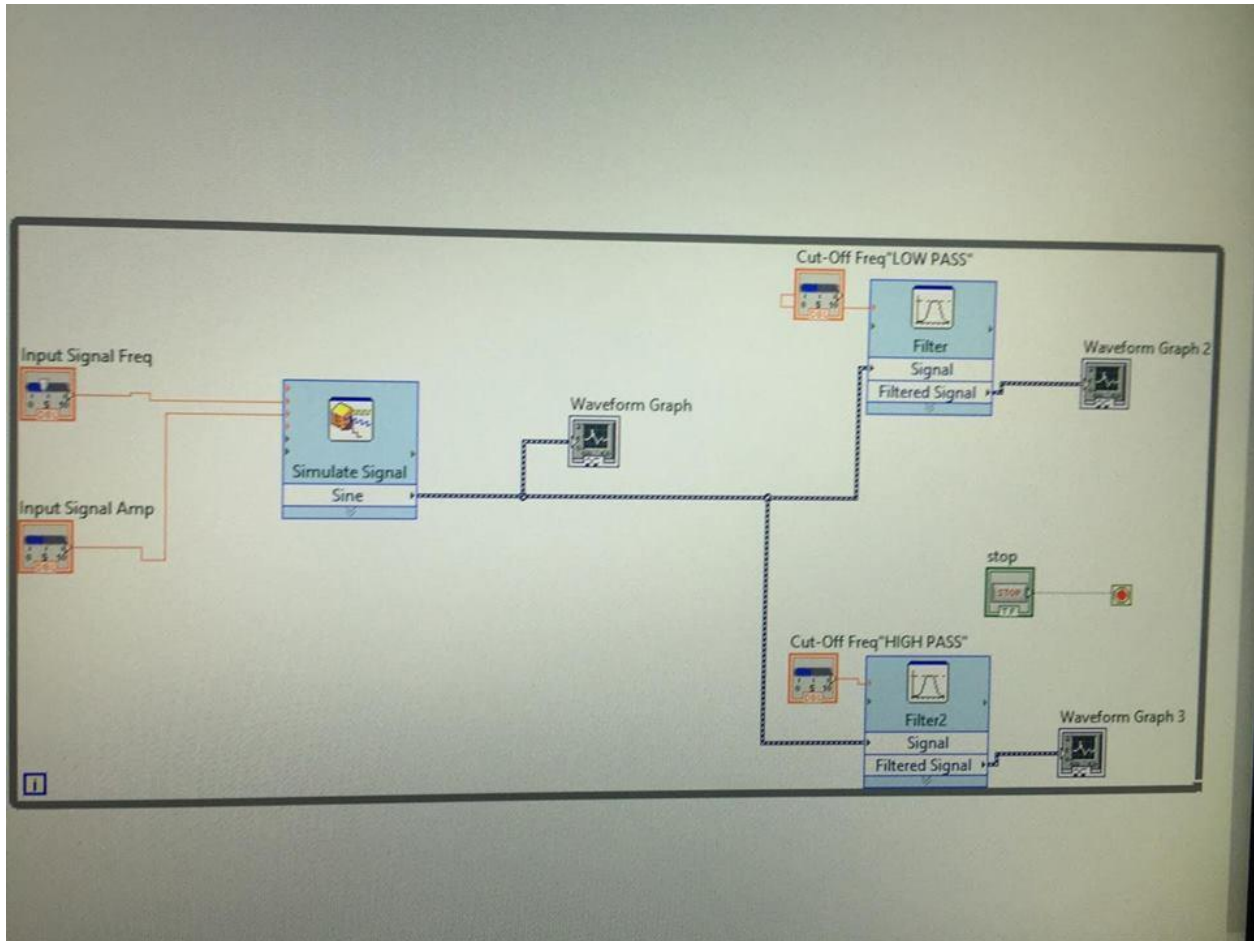 Cut-Off Freq"LOW PASS"
Filter
Signal
Filtered Signal
Waveform Graph 2
Input Signal Freq
Waveform Graph
Simulate Signal
Sine
Input Signal Amp
stop
STOP
TF
Cut-Off Freq"HIGH PASS"
Filter2
Signal
Filtered Signal
Waveform Graph 3
i